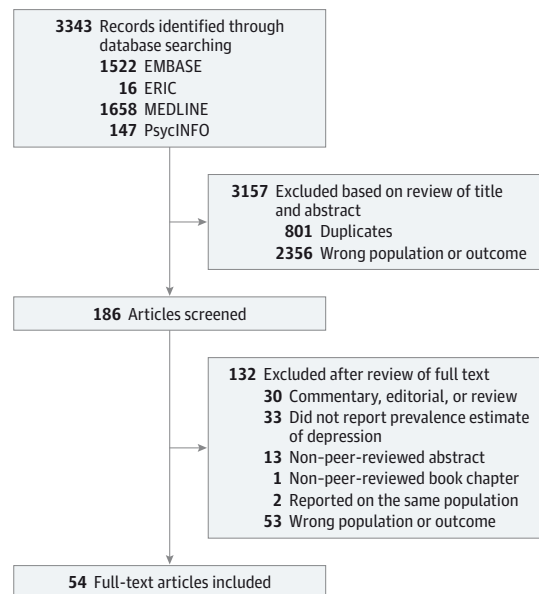 3343 Records identified through
database searching
1522 EMBASE
16 ERIC
1658 MEDLINE
147 PsycINFO
3157 Excluded based on review of title
and abstract
801 Duplicates
2356 Wrong population or outcome
186 Articles screened
132 Excluded after review of full text
30 Commentary, editorial, or review
33 Did not report prevalence estimate
of depression
13 Non-peer-reviewed abstract
1 Non-peer-reviewed book chapter
2 Reported on the same population
53 Wrong population or outcome
54 Full-text articles included